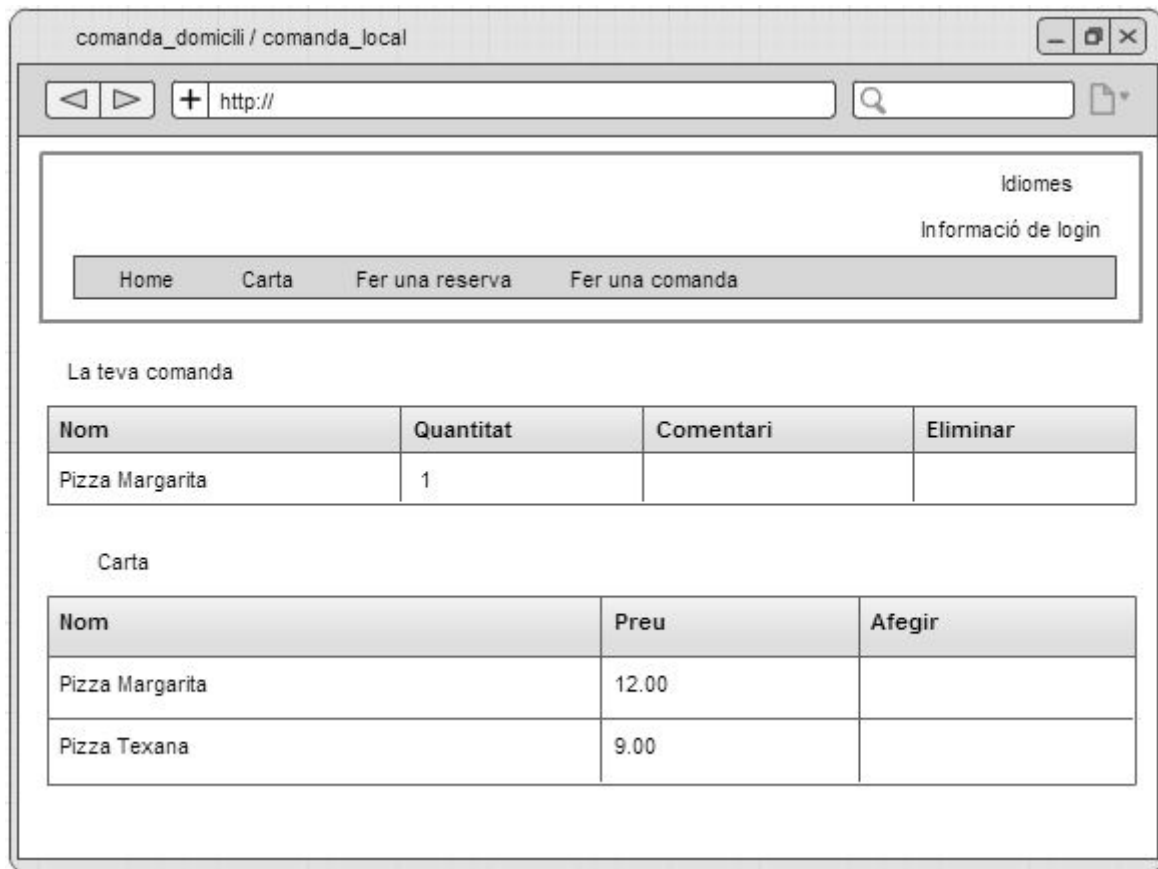 comanda_domicili / comanda_local
http://
Idiomes
Informació de login
Home Carta Fer una reserva Fer una comanda
La teva comanda
Nom Quantitat Comentari Eliminar
Pizza Margarita 1
Carta
Nom Preu Afegir
Pizza Margarita 12.00
Pizza Texana 9.00